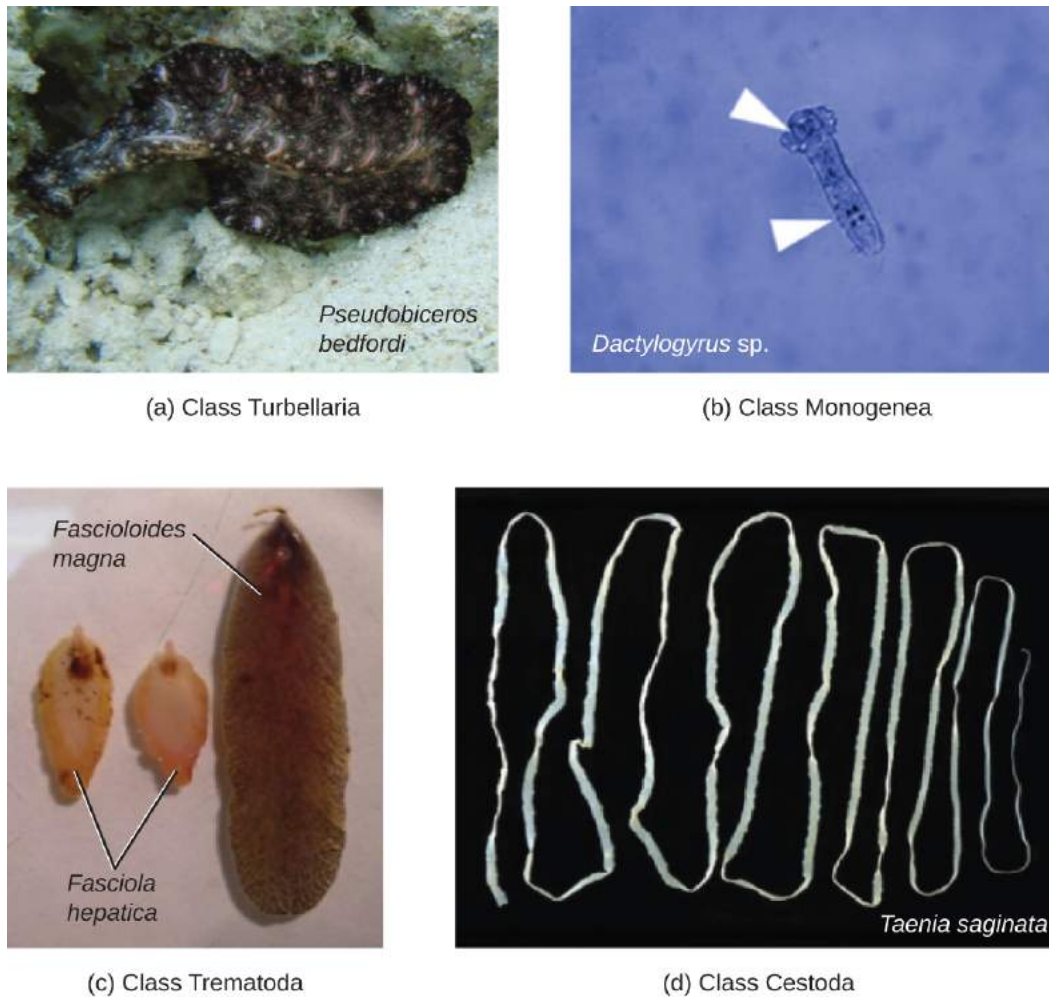 Pseudobiceros
bedfordi
Dactylogyrus sp.
(a) Class Turbellaria
(b) Class Monogenea
Fascioloides
magna
Fasciola
hepatica
Taenia saginata
(c) Class Trematoda
(d) Class Cestoda